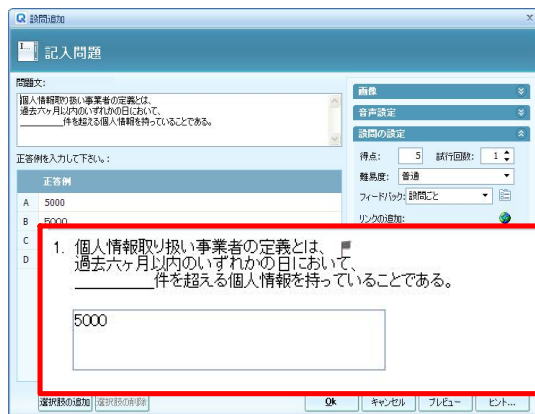 設問追加
x
記入問題
問題文:
個人情報取り扱い事業者の定義とは、
過去六ヶ月以内のいずれかの日において、
________件を超える個人情報を持っていることである。
画像
音声設定
設問の設定
得点: 5 試行回数: 1
難易度: 普通
フィードバック: 設問ごと
リンクの追加:
正答例を入力して下さい。:
正答例
A 5000
B 5000
C
D
1. 個人情報取り扱い事業者の定義とは、
過去六ヶ月以内のいずれかの日において、
________件を超える個人情報を持っていることである。
5000
選択肢の追加 選択肢の削除 Ok キャンセル プレビュー ヒント...